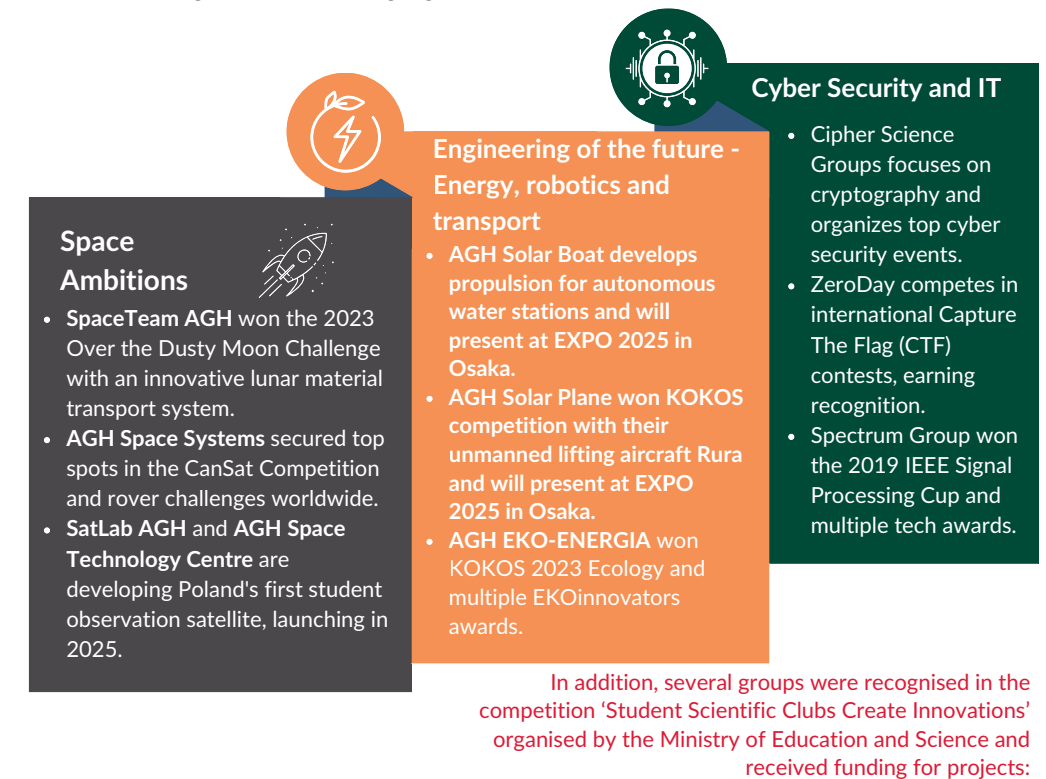 Space
Ambitions
SpaceTeam AGH won the 2023
Over the Dusty Moon Challenge
with an innovative lunar material
transport system.
AGH Space Systems secured top
spots in the CanSat Competition
and rover challenges worldwide.
SatLab AGH and AGH Space
Technology Centre are
developing Poland's first student
observation satellite, launching in
2025.
Engineering of the future -
Energy, robotics and
transport
AGH Solar Boat develops
propulsion for autonomous
water stations and will
present at EXPO 2025 in
Osaka.
AGH Solar Plane won KOKOS
competition with their
unmanned lifting aircraft Rura
and will present at EXPO
2025 in Osaka.
AGH EKO-ENERGIA won
KOKOS 2023 Ecology and
multiple EKOinnovators
awards.
Cyber Security and IT
Cipher Science
Groups focuses on
cryptography and
organizes top cyber
security events.
ZeroDay competes in
international Capture
The Flag (CTF)
contests, earning
recognition.
Spectrum Group won
the 2019 IEEE Signal
Processing Cup and
multiple tech awards.
In addition, several groups were recognised in the
competition ‘Student Scientific Clubs Create Innovations’
organised by the Ministry of Education and Science and
received funding for projects: